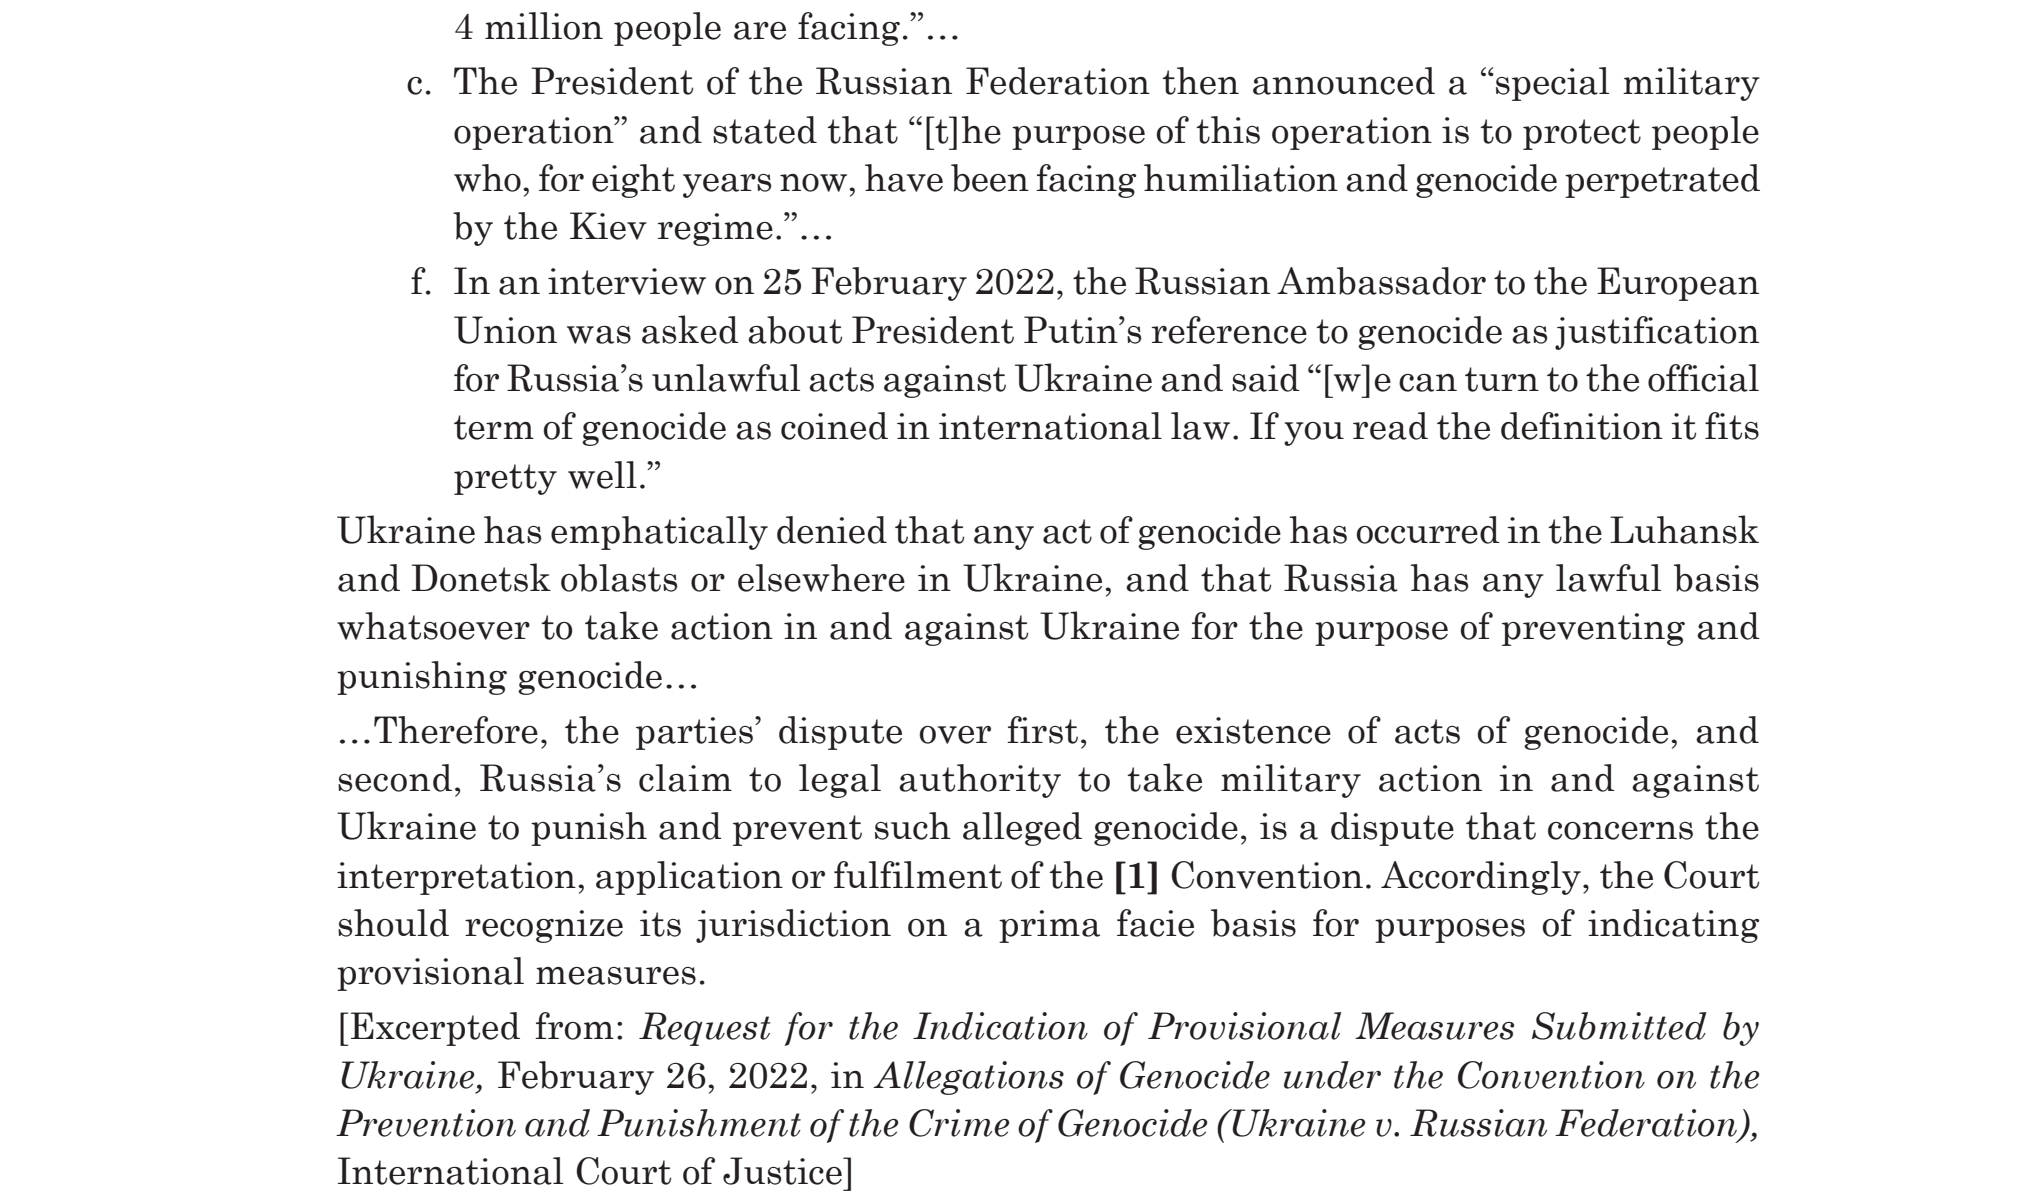 4 million people are facing.”…
c. The President of the Russian Federation then announced a “special military
operation” and stated that “[t]he purpose of this operation is to protect people
who, for eight years now, have been facing humiliation and genocide perpetrated
by the Kiev regime.”…
f. In an interview on 25 February 2022, the Russian Ambassador to the European
Union was asked about President Putin’s reference to genocide as justification
for Russia’s unlawful acts against Ukraine and said “[w]e can turn to the official
term of genocide as coined in international law. If you read the definition it fits
pretty well.”
Ukraine has emphatically denied that any act of genocide has occurred in the Luhansk
and Donetsk oblasts or elsewhere in Ukraine, and that Russia has any lawful basis
whatsoever to take action in and against Ukraine for the purpose of preventing and
punishing genocide…
…Therefore, the parties’ dispute over first, the existence of acts of genocide, and
second, Russia’s claim to legal authority to take military action in and against
Ukraine to punish and prevent such alleged genocide, is a dispute that concerns the
interpretation, application or fulfilment of the [1] Convention. Accordingly, the Court
should recognize its jurisdiction on a prima facie basis for purposes of indicating
provisional measures.
[Excerpted from: Request for the Indication of Provisional Measures Submitted by
Ukraine, February 26, 2022, in Allegations of Genocide under the Convention on the
Prevention and Punishment of the Crime of Genocide (Ukraine v. Russian Federation),
International Court of Justice]